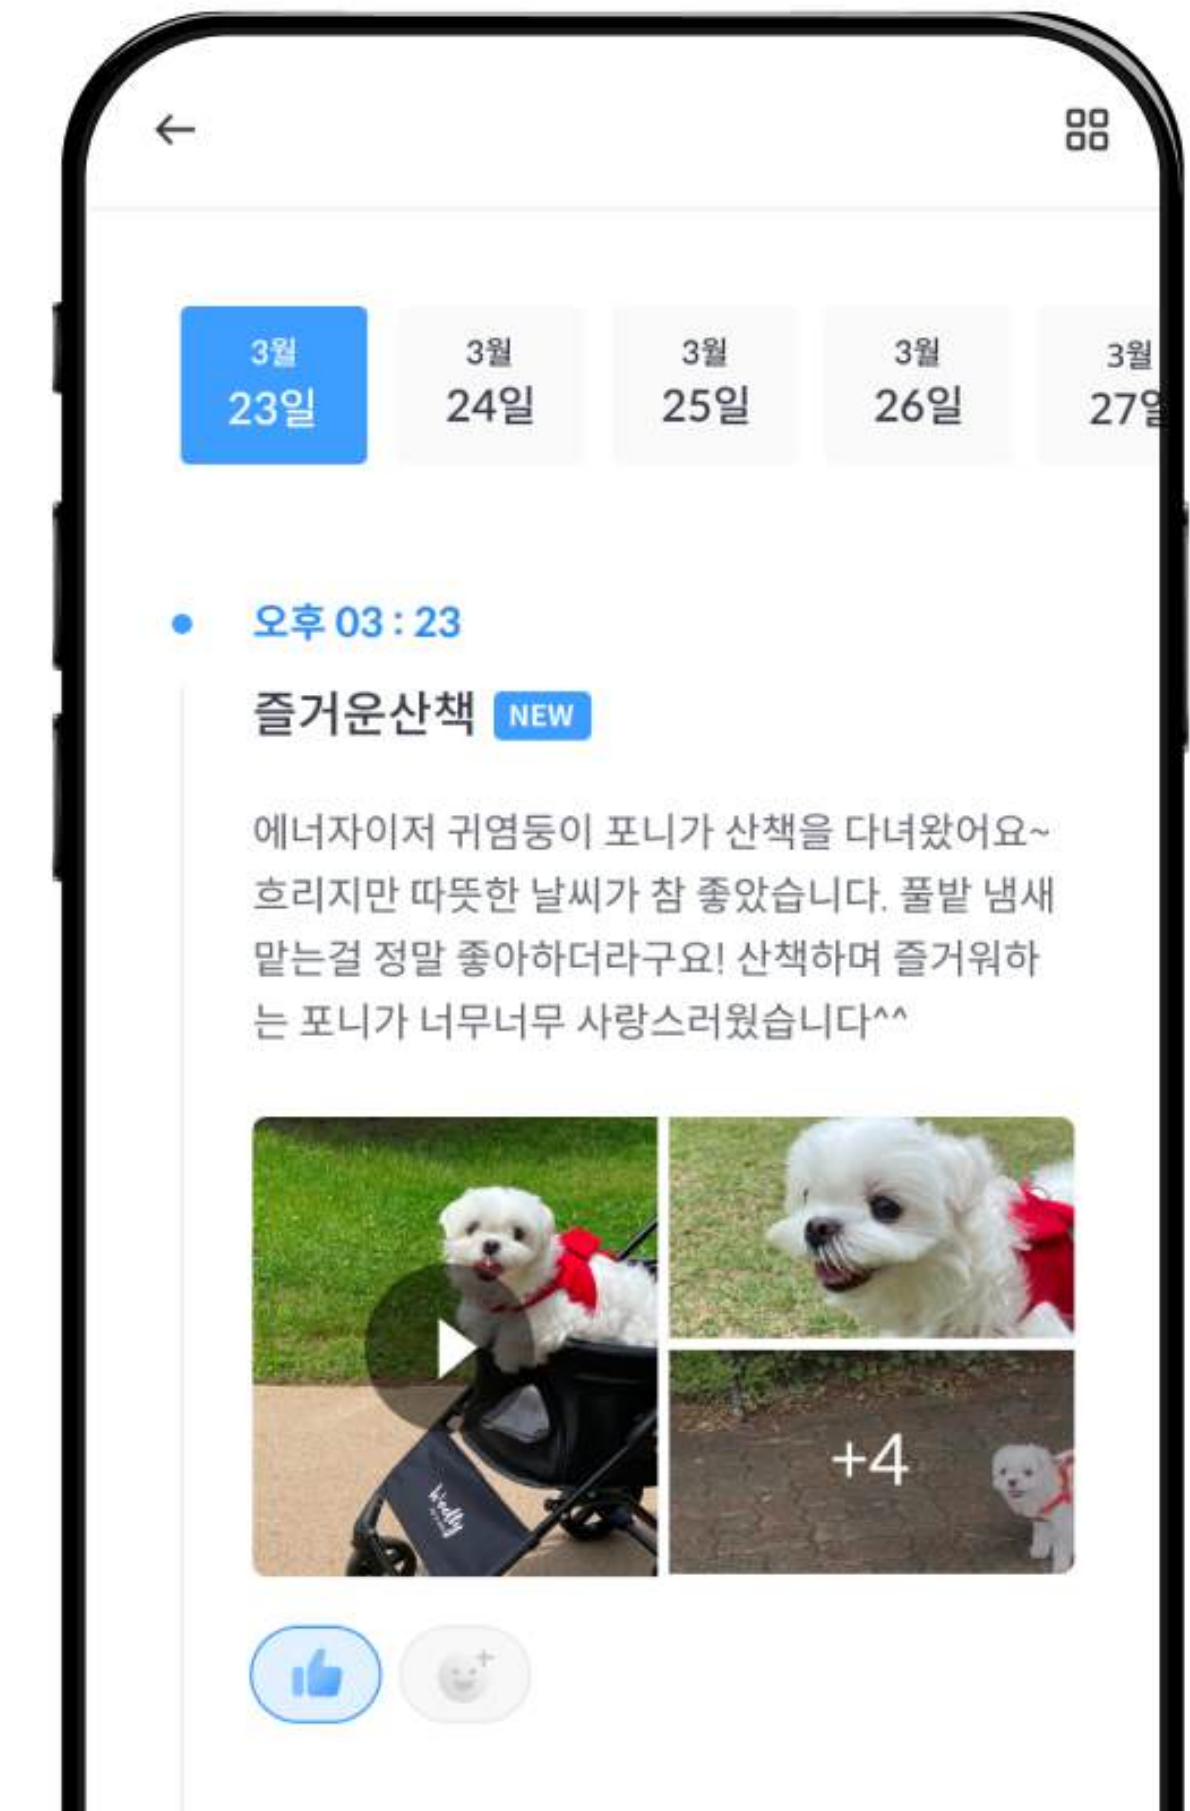 3월
23일
3월
24일
3월
25일
3월
26일
3월
27일
오후 03 : 23
즐거운산책 NEW
에너자이저 귀염둥이 포니가 산책을 다녀왔어요~
흐리지만 따뜻한 날씨가 참 좋았습니다. 풀밭 냄새
맡는걸 정말 좋아하더라구요! 산책하며 즐거워하
는 포니가 너무너무 사랑스러웠습니다^^
+4